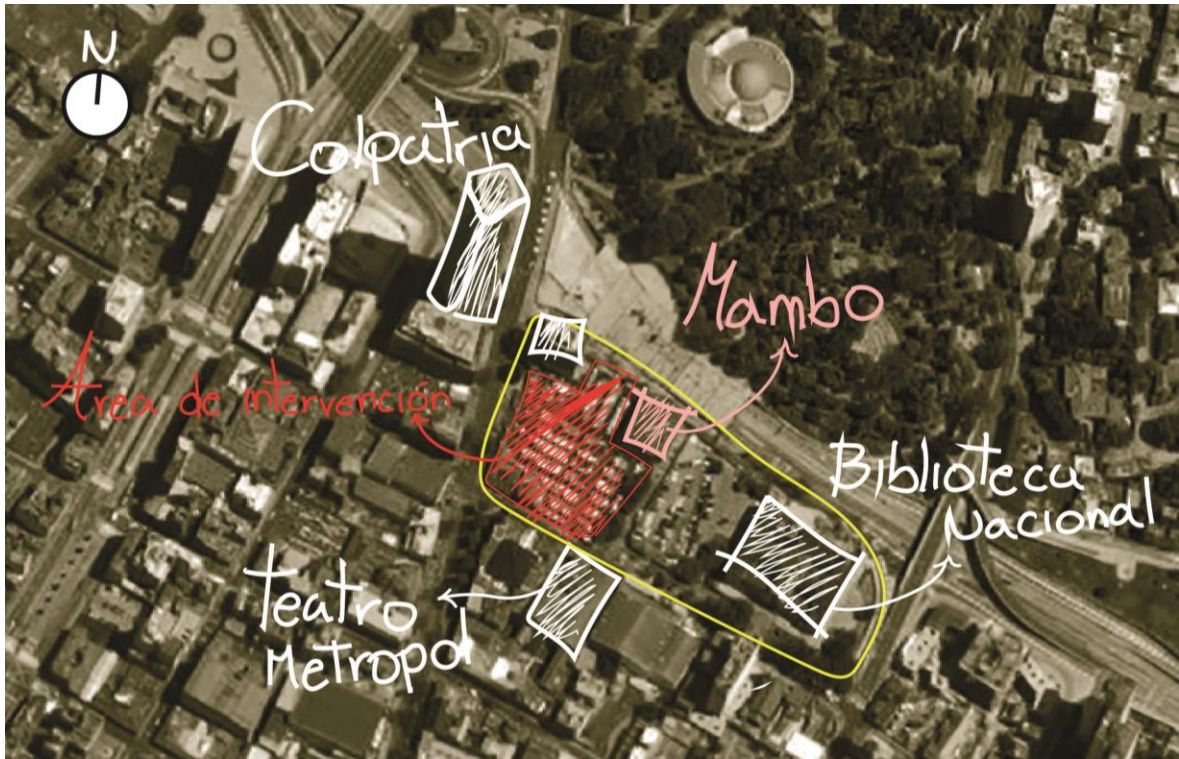 N.
Colpatria
Mambo
Area de intervención
Biblioteca
Nacional
teatro
Metropol